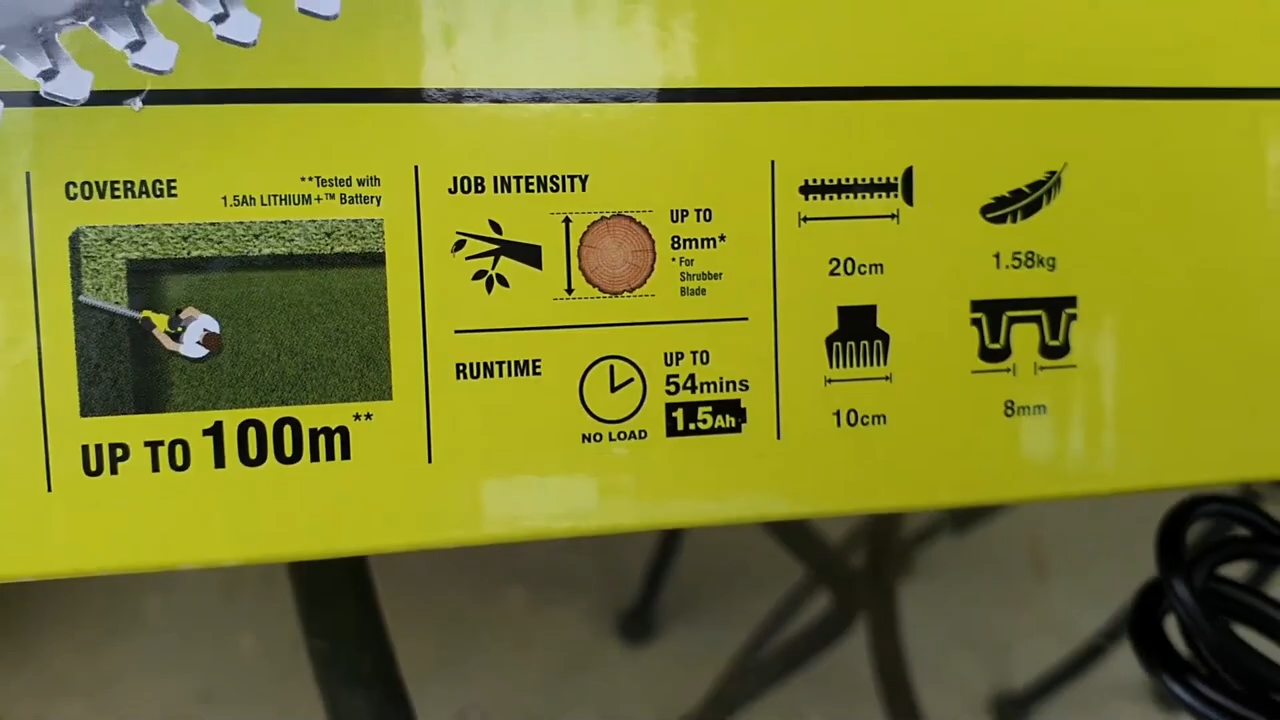 COVERAGE
**Tested with
1.5Ah LITHIUM+™ Battery
UP TO 100m**
JOB INTENSITY
UP TO
8mm*
* For
Shrubber
Blade
RUNTIME
NO LOAD
UP TO
54mins
1.5Ah
20cm
1.58kg
10cm
8mm